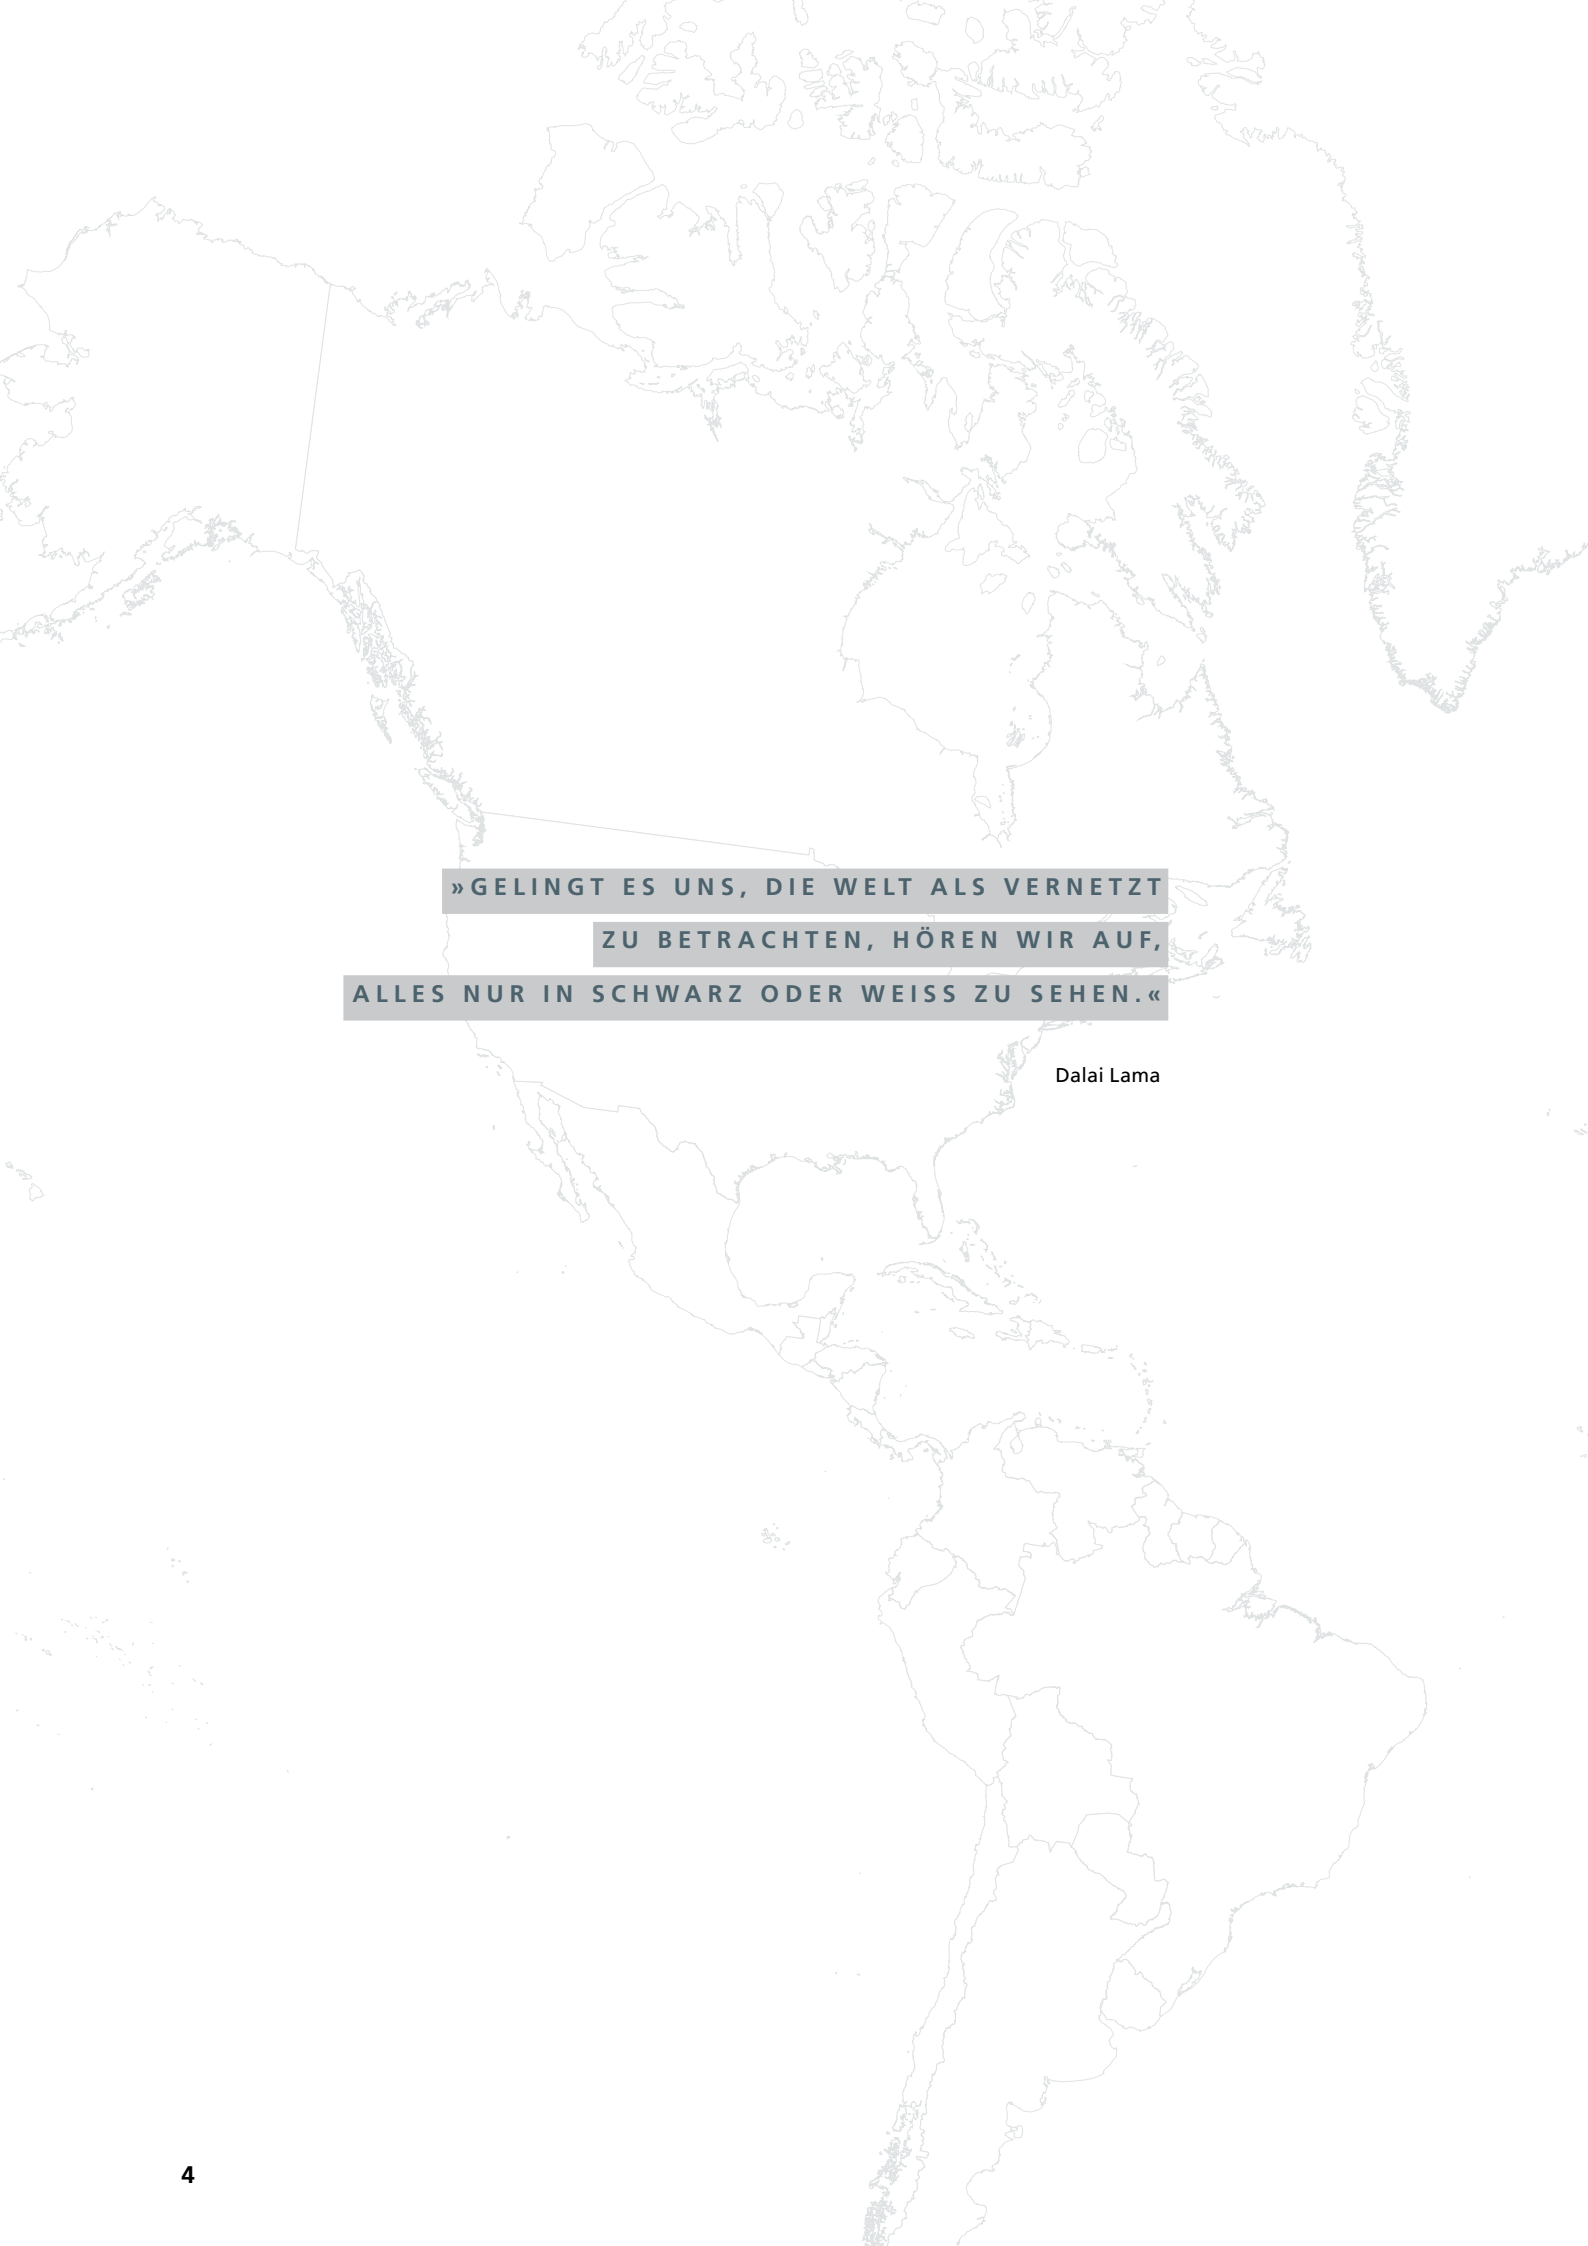 »GELINGT ES UNS, DIE WELT ALS VERNETZT
ZU BETRACHTEN, HÖREN WIR AUF,
ALLES NUR IN SCHWARZ ODER WEISS ZU SEHEN.«
Dalai Lama
4